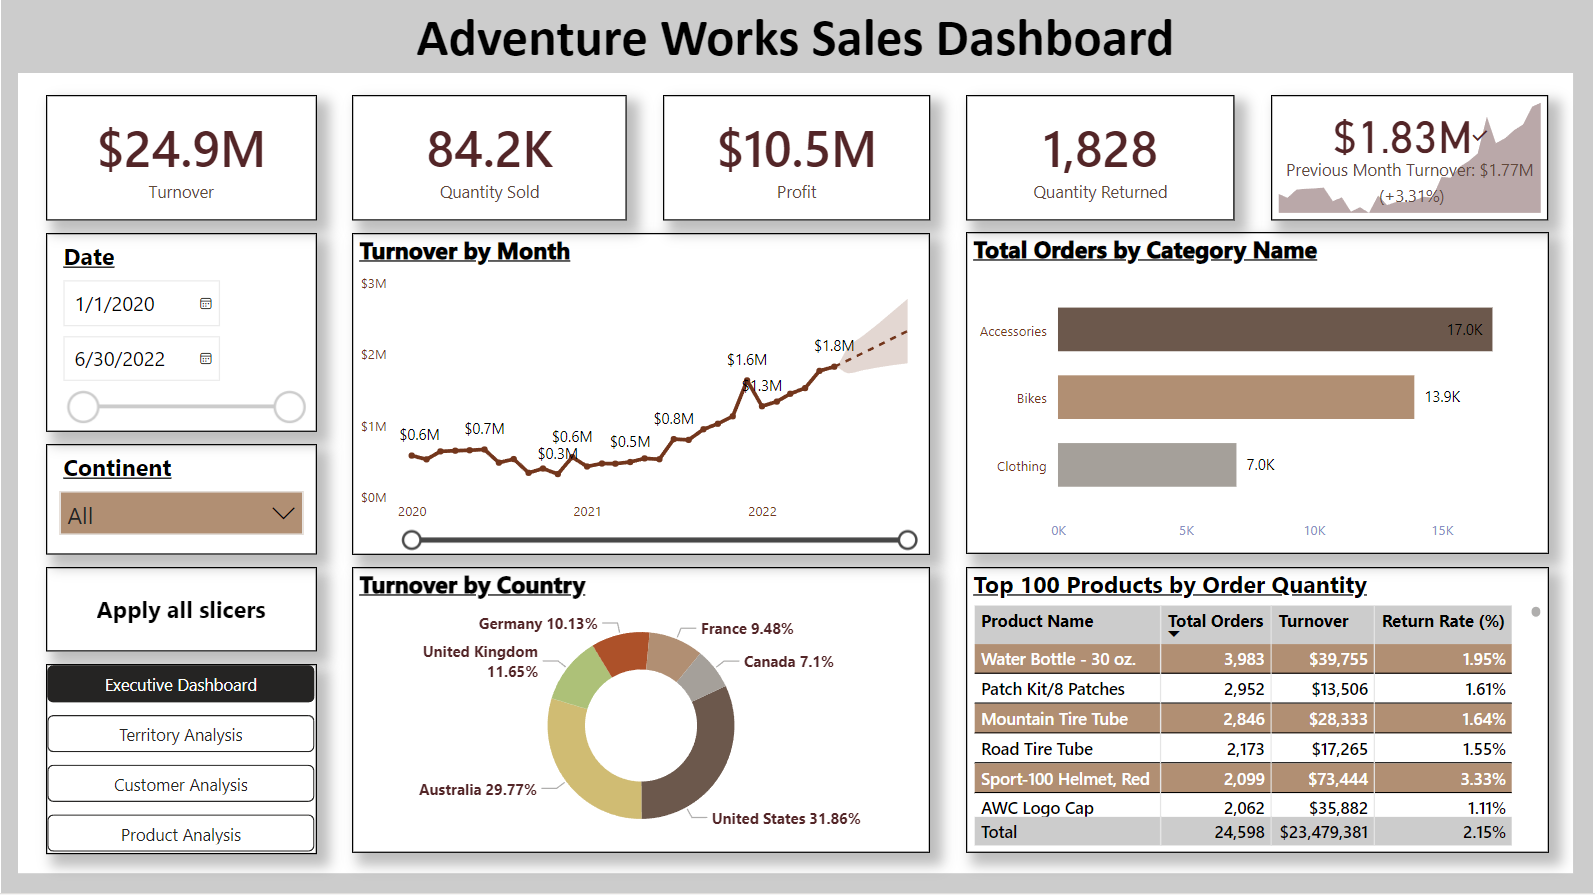 Adventure Works Sales Dashboard
$24.9M
Turnover
84.2K
Quantity Sold
$10.5M
Profit
1,828
Quantity Returned
$1.83M
Previous Month Turnover: $1.77M
(+3.31%)
Date
1/1/2020
6/30/2022
Continent
All
Apply all slicers
Executive Dashboard
Territory Analysis
Customer Analysis
Product Analysis
Turnover by Month
$3M
$2M
$1M
$0M
$0.6M
$0.7M
$0.3M
$0.6M
$0.5M
$0.8M
$1.6M
$1.3M
$1.8M
2020
2021
2022
Total Orders by Category Name
Accessories
17.0K
Bikes
13.9K
Clothing
7.0K
0K
5K
10K
15K
Turnover by Country
Germany 10.13%
France 9.48%
United Kingdom
11.65%
Canada 7.1%
Australia 29.77%
United States 31.86%
Top 100 Products by Order Quantity
Product Name Total Orders Turnover Return Rate (%)
Water Bottle - 30 oz. 3,983 $39,755 1.95%
Patch Kit/8 Patches 2,952 $13,506 1.61%
Mountain Tire Tube 2,846 $28,333 1.64%
Road Tire Tube 2,173 $17,265 1.55%
Sport-100 Helmet, Red 2,099 $73,444 3.33%
AWC Logo Cap 2,062 $35,882 1.11%
Total 24,598 $23,479,381 2.15%